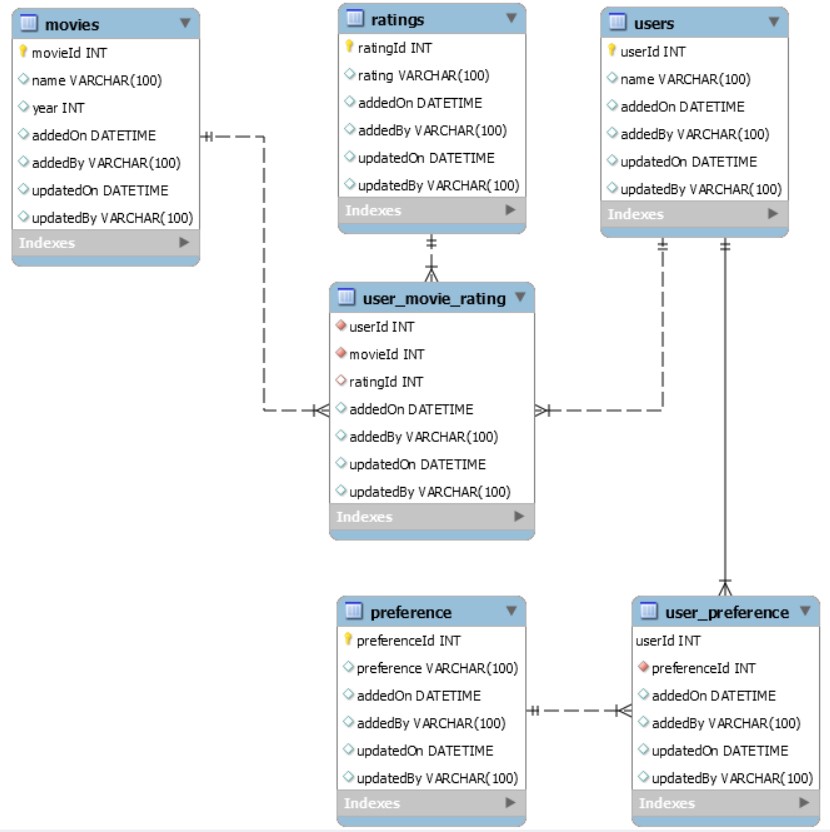 movies
movieId INT
name VARCHAR(100)
year INT
addedOn DATETIME
addedBy VARCHAR(100)
updatedOn DATETIME
updatedBy VARCHAR(100)
Indexes
ratings
ratingId INT
rating VARCHAR(100)
addedOn DATETIME
addedBy VARCHAR(100)
updatedOn DATETIME
updatedBy VARCHAR(100)
Indexes
users
userId INT
name VARCHAR(100)
addedOn DATETIME
addedBy VARCHAR(100)
updatedOn DATETIME
updatedBy VARCHAR(100)
Indexes
user_movie_rating
userId INT
movieId INT
ratingId INT
addedOn DATETIME
addedBy VARCHAR(100)
updatedOn DATETIME
updatedBy VARCHAR(100)
Indexes
preference
preferenceId INT
preference VARCHAR(100)
addedOn DATETIME
addedBy VARCHAR(100)
updatedOn DATETIME
updatedBy VARCHAR(100)
Indexes
user_preference
userId INT
preferenceId INT
addedOn DATETIME
addedBy VARCHAR(100)
updatedOn DATETIME
updatedBy VARCHAR(100)
Indexes